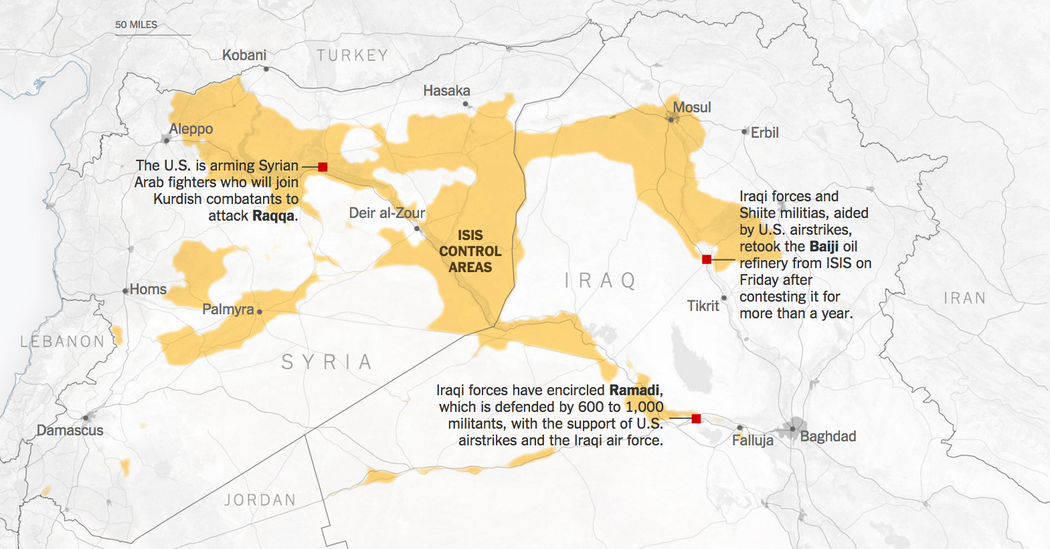 50 MILES
Kobani
TURKEY
Hasaka
Mosul
Aleppo
Erbil
The U.S. is arming Syrian
Arab fighters who will join
Kurdish combatants to
attack Raqqa.
Deir al-Zour
ISIS
CONTROL
AREAS
Iraqi forces and
Shiite militias, aided
by U.S. airstrikes,
retook the Baiji oil
refinery from ISIS on
Friday after
contesting it for
more than a year.
IRAQ
Homs
Palmyra
Tikrit
IRAN
LEBANON
SYRIA
Iraqi forces have encircled Ramadi,
which is defended by 600 to 1,000
militants, with the support of U.S.
airstrikes and the Iraqi air force.
Damascus
Falluja
Baghdad
JORDAN